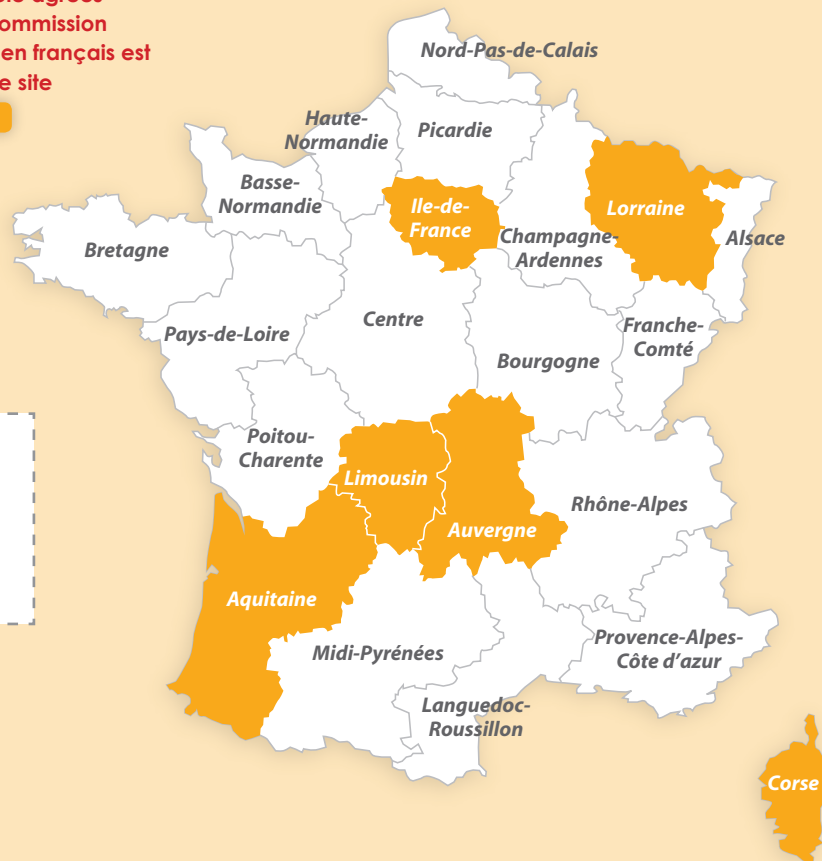 agréés
ommission
en français est
e site
Nord-Pas-de-Calais
Haute-
Normandie
Picardie
Basse-
Normandie
Ile-de-
France
Lorraine
Champagne-
Ardennes
Alsace
Bretagne
Pays-de-Loire
Centre
Franche-
Comté
Bourgogne
Poitou-
Charente
Limousin
Rhône-Alpes
Auvergne
Aquitaine
Midi-Pyrénées
Provence-Alpes-
Côte d'azur
Languedoc-
Roussillon
Corse